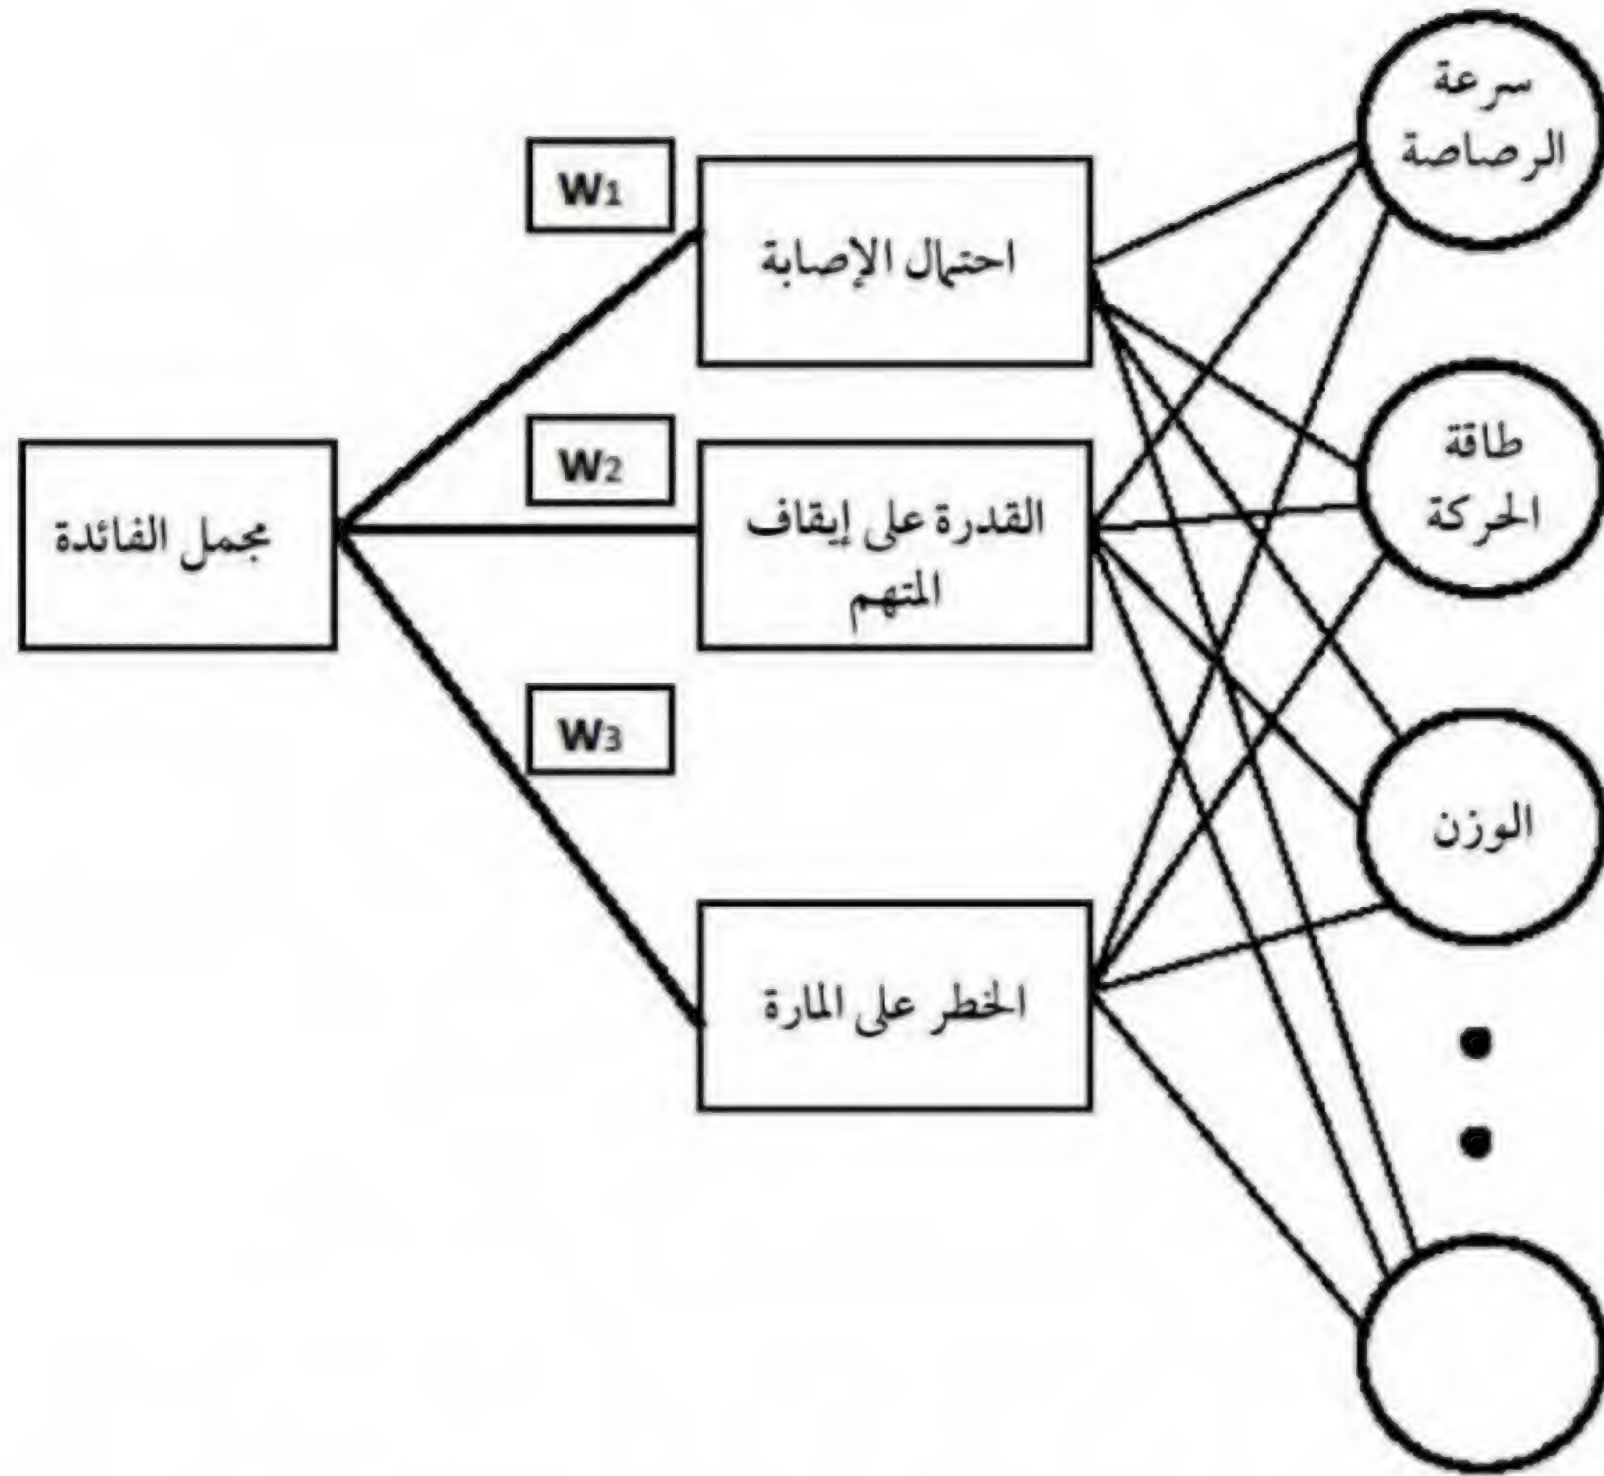 سرعة
الرصاصة
طاقة
الحركة
الوزن
احتمال الإصابة
القدرة على إيقاف
المتهم
الخطر على المارة
W1
W2
W3
مجمل الفائدة